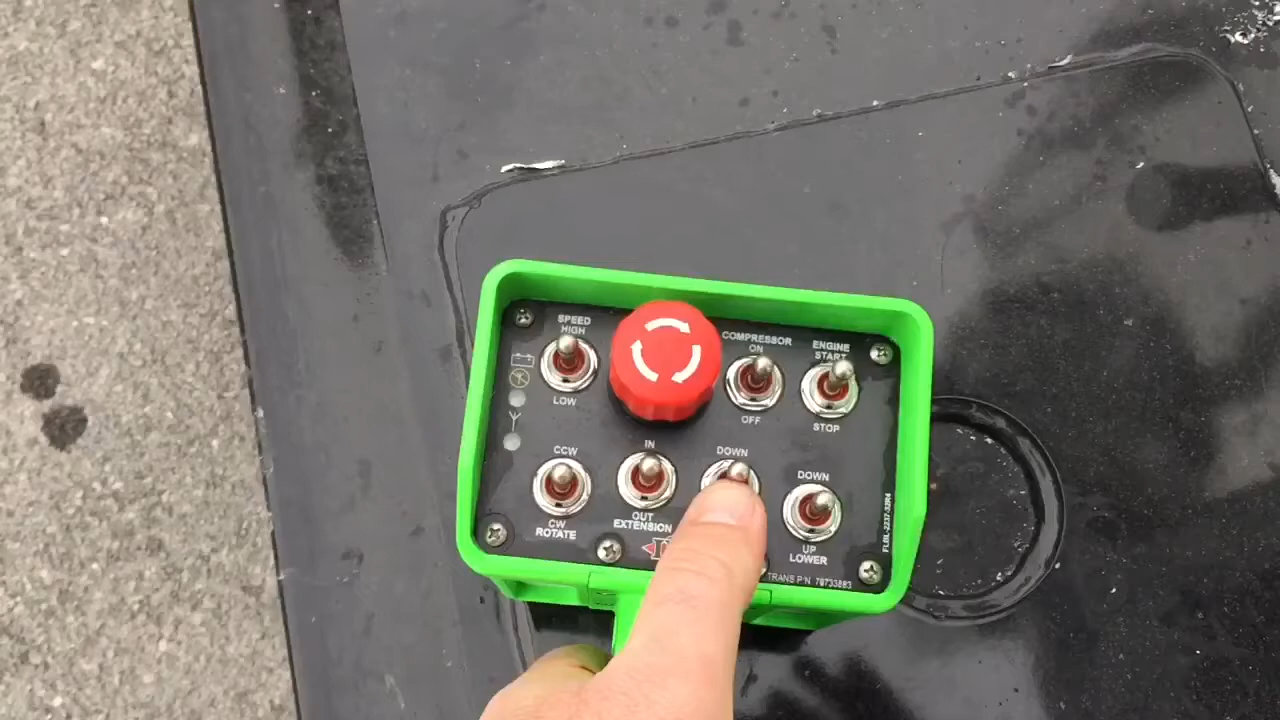 SPEED
HIGH
LOW
COMPRESSOR
ON
OFF
ENGINE
START
STOP
CCW
CW
ROTATE
IN
OUT
EXTENSION
DOWN
DOWN
UP
LOWER
TRANS P/N